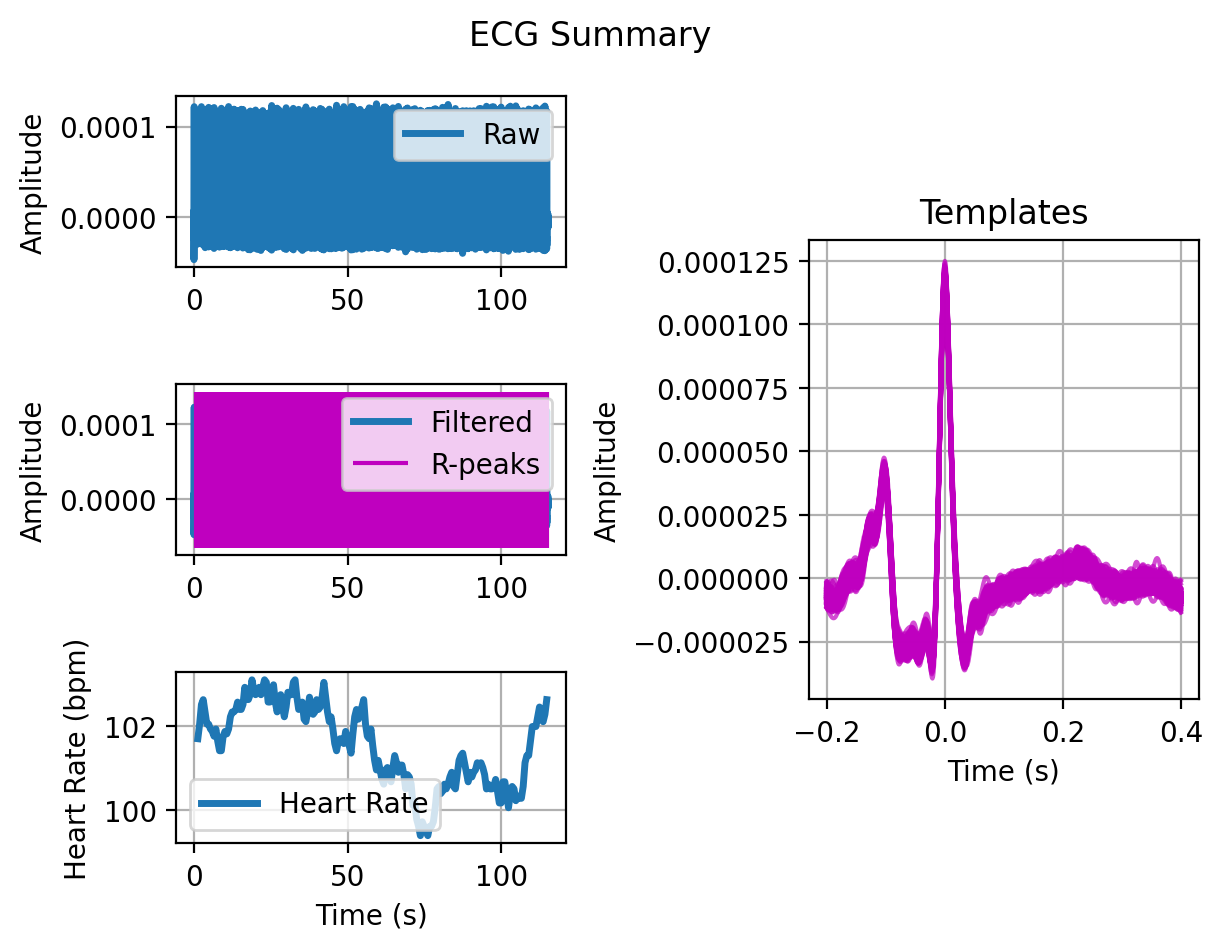 ECG Summary
Amplitude
0.0001
0.0000
Raw
0
50
100
Amplitude
0.0001
0.0000
Filtered
R-peaks
0
50
100
Heart Rate (bpm)
102
100
Heart Rate
0
50
100
Time (s)
Templates
Amplitude
0.000125
0.000100
0.000075
0.000050
0.000025
0.000000
−0.000025
−0.2
0.0
0.2
0.4
Time (s)